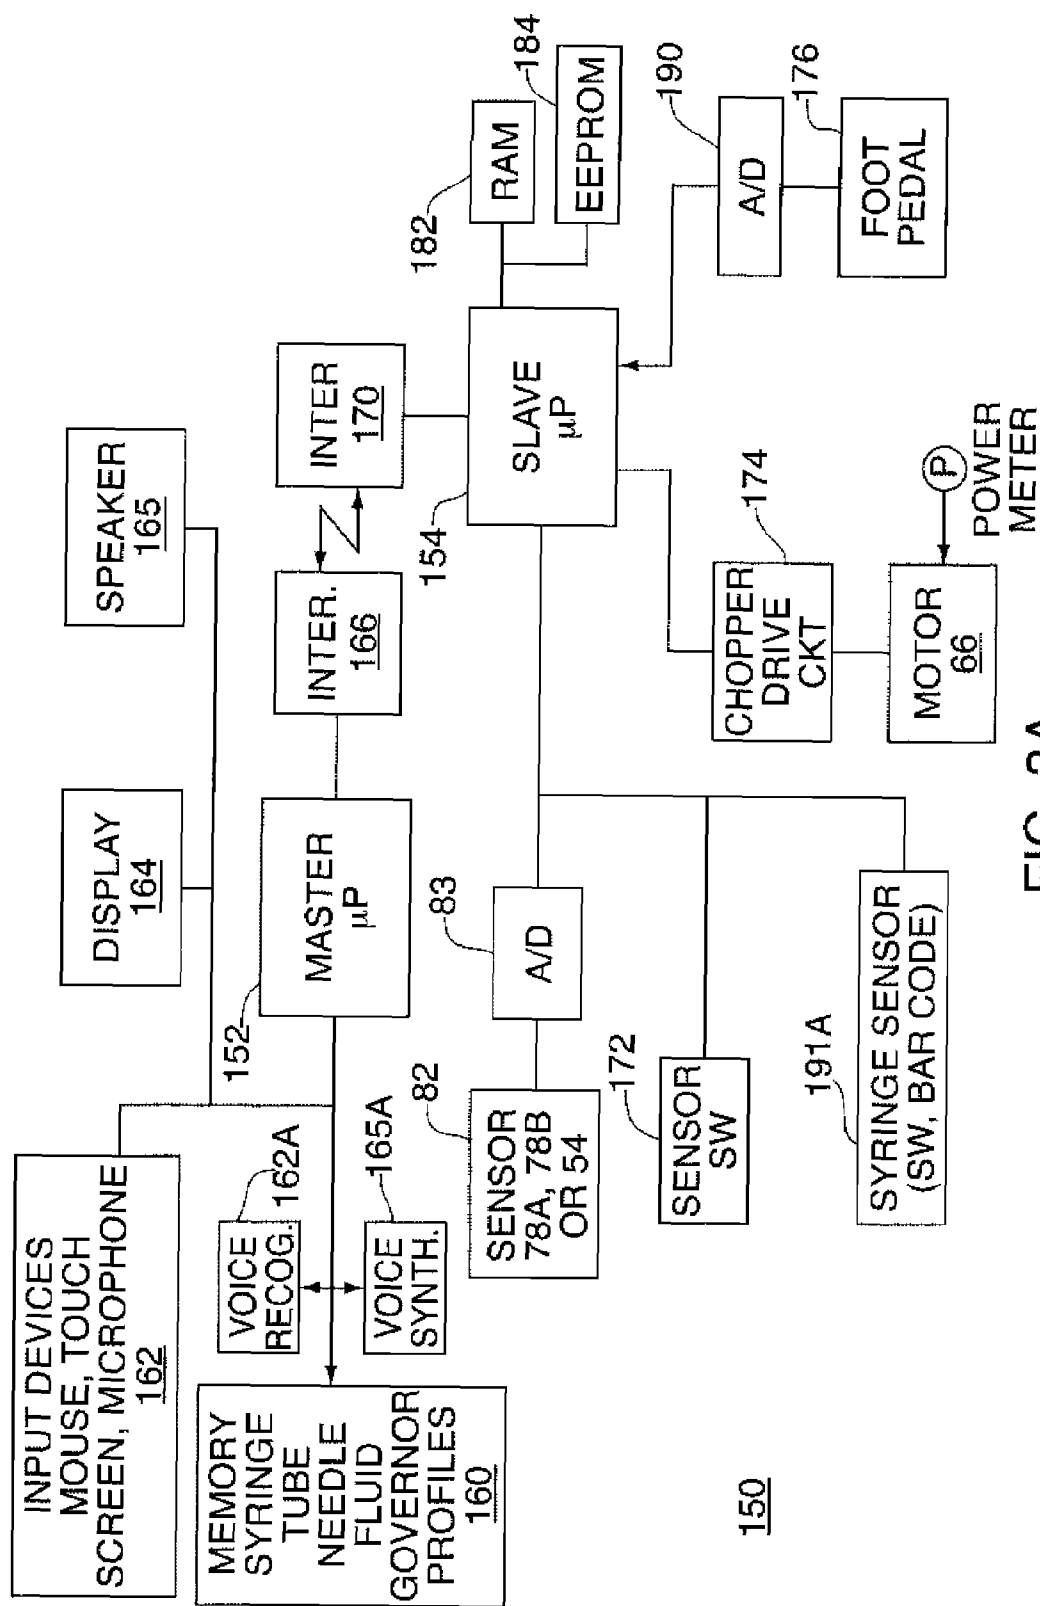 INPUT DEVICES
MOUSE, TOUCH
SCREEN, MICROPHONE
162
DISPLAY
164
SPEAKER
165
VOICE
RECOG.
162A
VOICE
SYNTH.
165A
MEMORY
SYRINGE
TUBE
NEEDLE
FLUID
GOVERNOR
PROFILES
160
152
MASTER
µP
INTER.
166
INTER
170
182
RAM
184
EEPROM
154
SLAVE
µP
82
SENSOR
78A, 78B
OR 54
83
A/D
172
SENSOR
SW
191A
SYRINGE SENSOR
(SW, BAR CODE)
174
CHOPPER
DRIVE
CKT
MOTOR
66
P
POWER
METER
190
A/D
176
FOOT
PEDAL
150